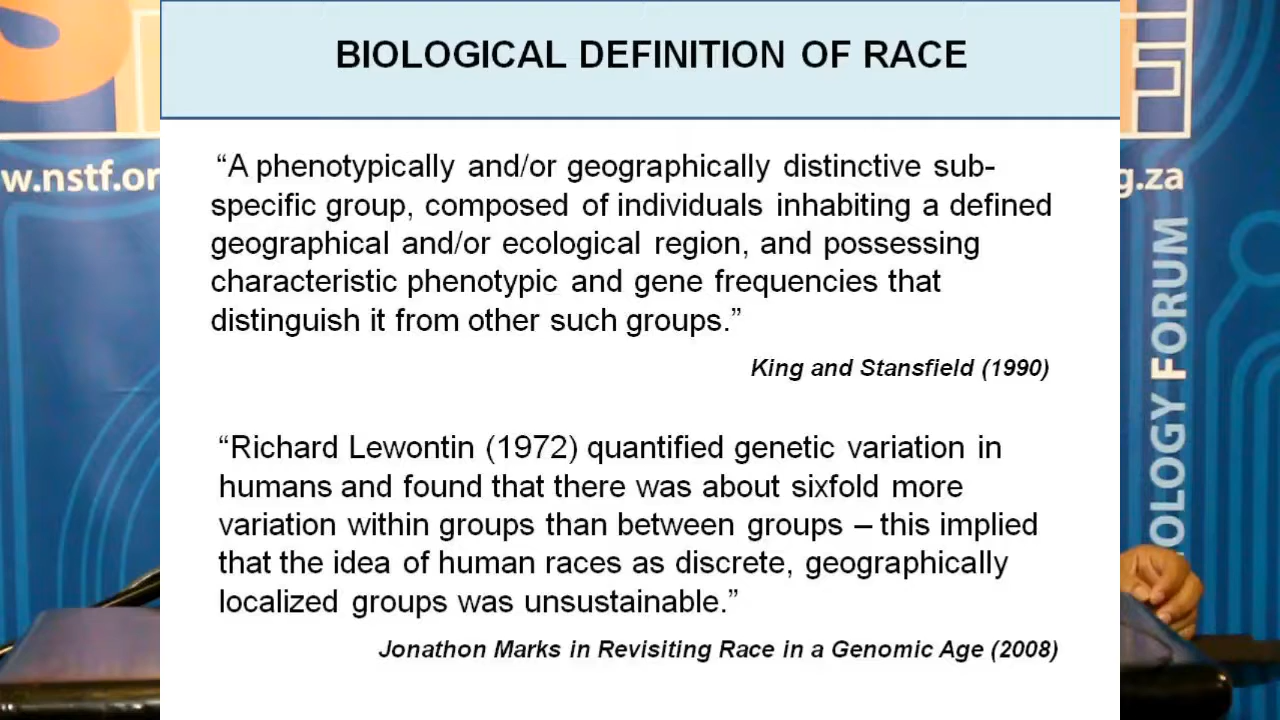 BIOLOGICAL DEFINITION OF RACE
“A phenotypically and/or geographically distinctive sub-
specific group, composed of individuals inhabiting a defined
geographical and/or ecological region, and possessing
characteristic phenotypic and gene frequencies that
distinguish it from other such groups.”
King and Stansfield (1990)
“Richard Lewontin (1972) quantified genetic variation in
humans and found that there was about sixfold more
variation within groups than between groups – this implied
that the idea of human races as discrete, geographically
localized groups was unsustainable.”
Jonathon Marks in Revisiting Race in a Genomic Age (2008)
w.nstf.or
g.za
OLOGY FORUM